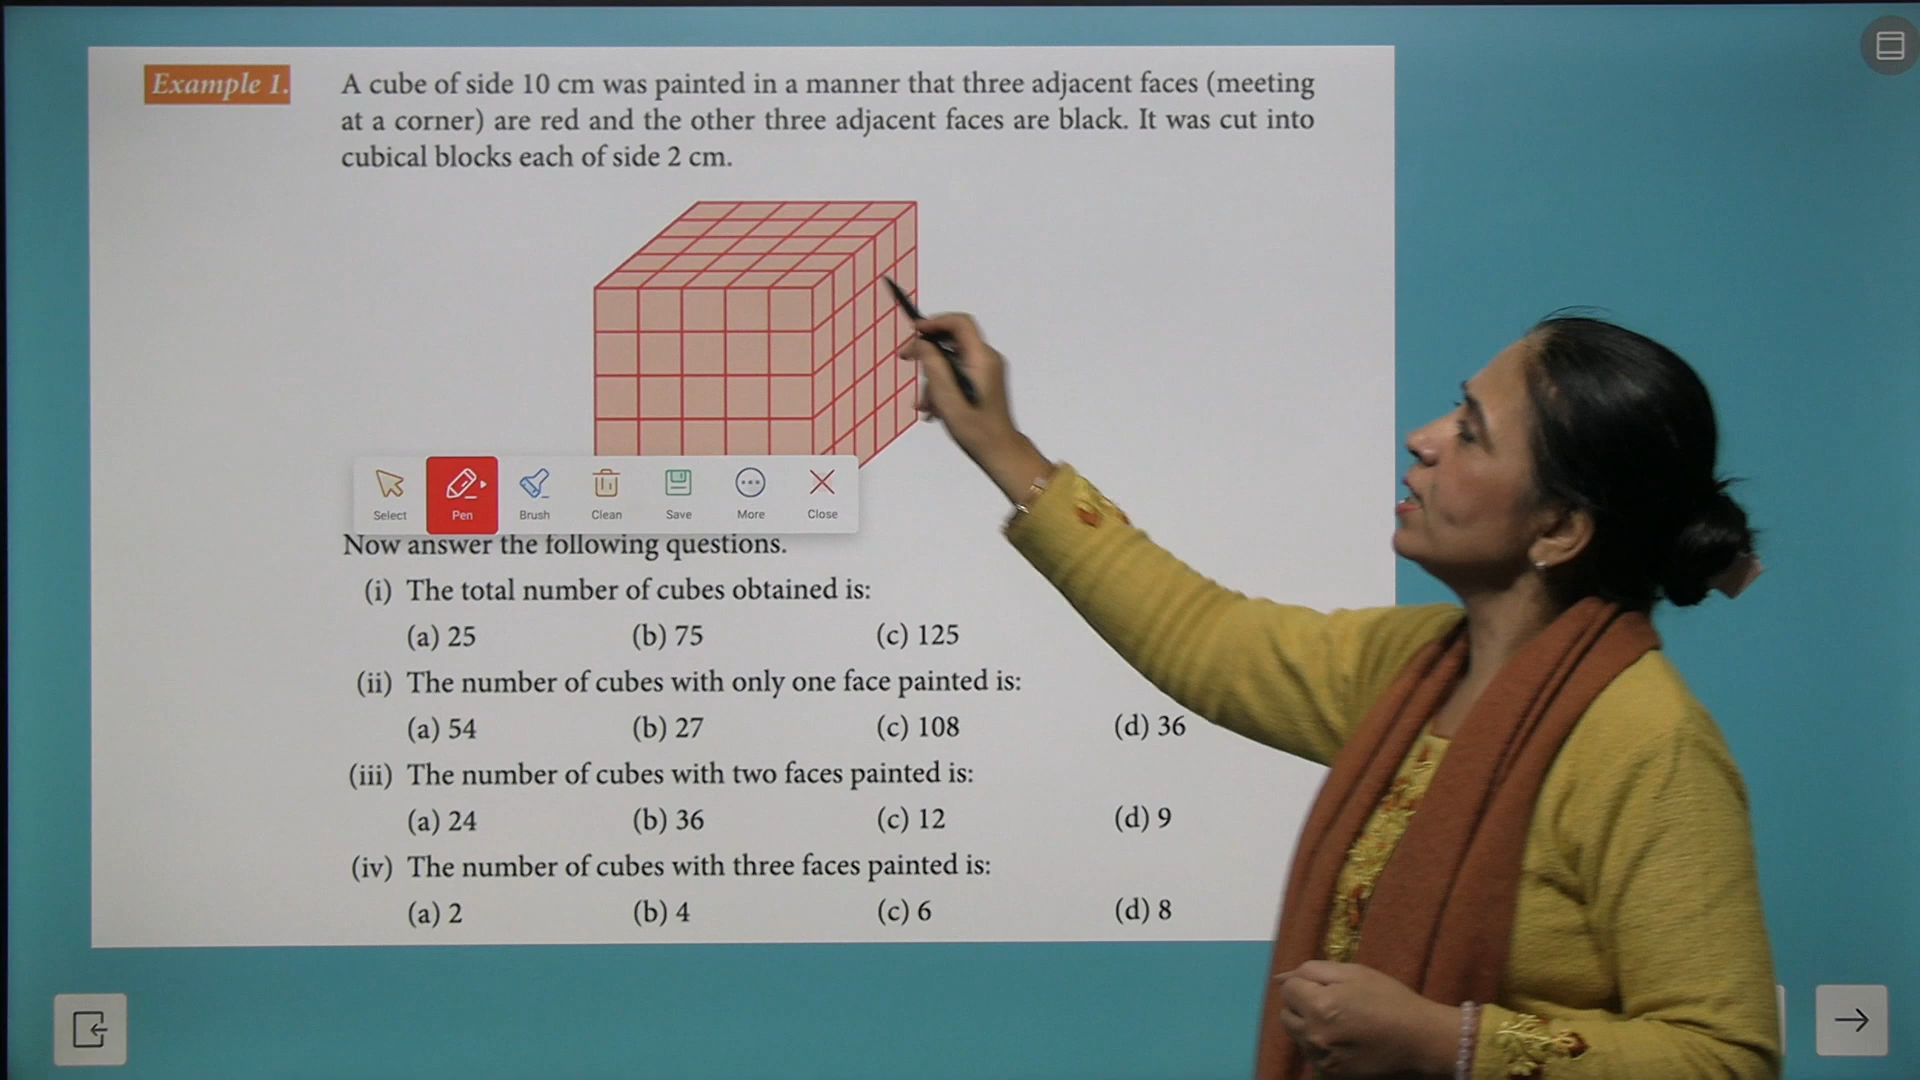 Example 1. A cube of side 10 cm was painted in a manner that three adjacent faces (meeting
at a corner) are red and the other three adjacent faces are black. It was cut into
cubical blocks each of side 2 cm.
Select Pen Brush Clean Save More Close
Now answer the following questions.
(i) The total number of cubes obtained is:
(a) 25 (b) 75 (c) 125
(ii) The number of cubes with only one face painted is:
(a) 54 (b) 27 (c) 108 (d) 36
(iii) The number of cubes with two faces painted is:
(a) 24 (b) 36 (c) 12 (d) 9
(iv) The number of cubes with three faces painted is:
(a) 2 (b) 4 (c) 6 (d) 8